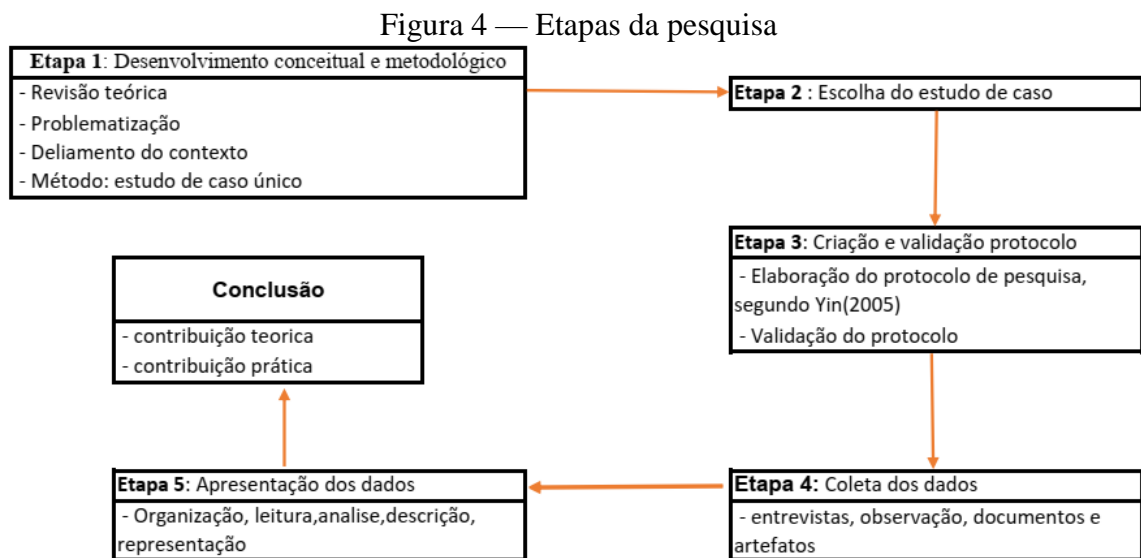 Figura 4 — Etapas da pesquisa
Etapa 1: Desenvolvimento conceitual e metodológico
- Revisão teórica
- Problematização
- Deliamento do contexto
- Método: estudo de caso único
Etapa 2 : Escolha do estudo de caso
Etapa 3: Criação e validação protocolo
- Elaboração do protocolo de pesquisa,
segundo Yin(2005)
- Validação do protocolo
Etapa 4: Coleta dos dados
- entrevistas, observação, documentos e
artefatos
Etapa 5: Apresentação dos dados
- Organização, leitura,analise,descrição,
representação
Conclusão
- contribuição teorica
- contribuição prática